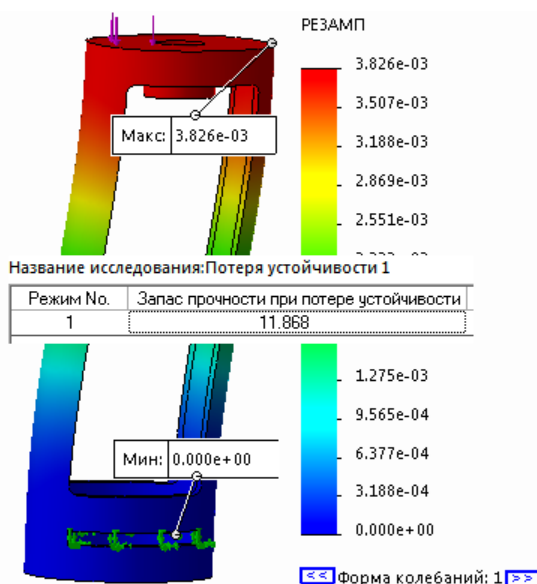 РЕЗАМП
3.826e-03
3.507e-03
Макс: 3.826e-03
3.188e-03
2.869e-03
2.551e-03
Название исследования:Потеря устойчивости 1
Режим No. Запас прочности при потере устойчивости
1 11.868
1.275e-03
9.565e-04
Мин: 0.000e+00
6.377e-04
3.188e-04
0.000e+00
<< Форма колебаний: 1 >>